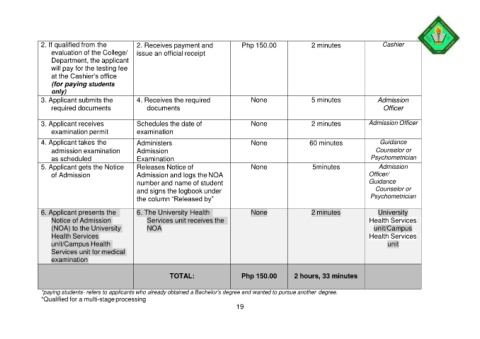 2. If qualified from the evaluation of the College/ Department, the applicant will pay for the testing fee at the Cashier's office (for paying students only)
2. Receives payment and issue an official receipt
Php 150.00
2 minutes
Cashier
3. Applicant submits the required documents
4. Receives the required documents
None
5 minutes
Admission Officer
3. Applicant receives examination permit
Schedules the date of examination
None
2 minutes
Admission Officer
4. Applicant takes the admission examination as scheduled
Administers Admission Examination
None
60 minutes
Guidance Counselor or Psychometrician
5. Applicant gets the Notice of Admission
Releases Notice of Admission and logs the NOA number and name of student and signs the logbook under the column "Released by"
None
5minutes
Admission Officer/ Guidance Counselor or Psychometrician
6. Applicant presents the Notice of Admission (NOA) to the University Health Services unit/Campus Health Services unit for medical examination
6. The University Health Services unit receives the NOA
None
2 minutes
University Health Services unit/Campus Health Services unit
TOTAL:
Php 150.00
2 hours, 33 minutes
*paying students- refers to applicants who already obtained a Bachelor's degree and wanted to pursue another degree.
*Qualified for a multi-stage processing
19